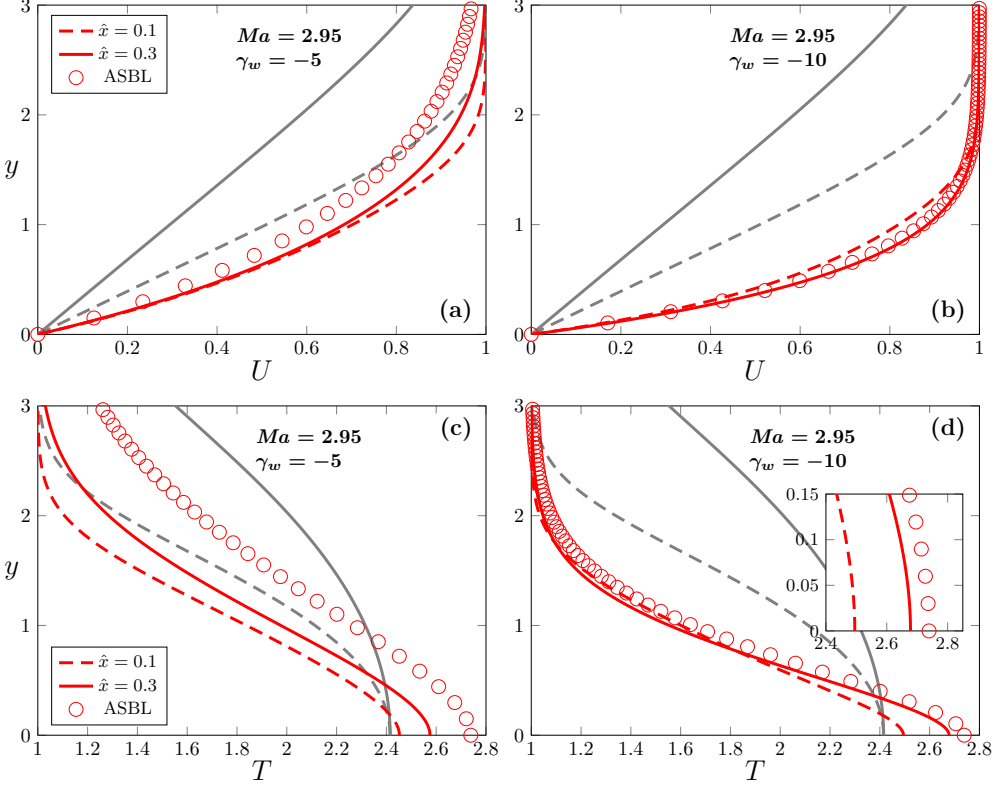 3
2
1
0
y
x̂ = 0.1
x̂ = 0.3
ASBL
Ma = 2.95
γw = −5
(a)
0
0.2
0.4
0.6
0.8
1
U
3
2
1
0
Ma = 2.95
γw = −10
(b)
0
0.2
0.4
0.6
0.8
1
U
3
2
1
0
y
Ma = 2.95
γw = −5
(c)
x̂ = 0.1
x̂ = 0.3
ASBL
1
1.2
1.4
1.6
1.8
2
2.2
2.4
2.6
2.8
T
3
2
1
0
Ma = 2.95
γw = −10
(d)
0.15
0.1
0.05
0
2.4
2.6
2.8
1
1.2
1.4
1.6
1.8
2
2.2
2.4
2.6
2.8
T